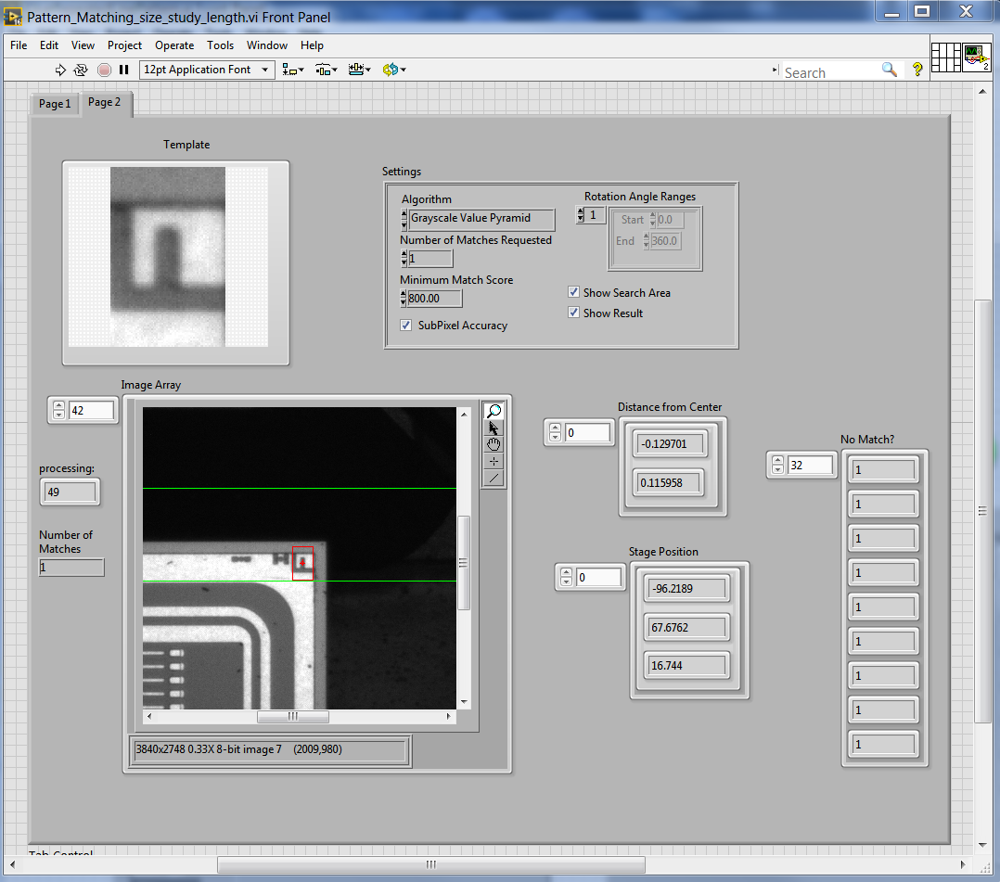 Pattern_Matching_size_study_length.vi Front Panel
File Edit View Project Operate Tools Window Help
12pt Application Font
Search
?
2
Page 1
Page 2
Template
Settings
Algorithm
Grayscale Value Pyramid
Number of Matches Requested
1
Minimum Match Score
800.00
SubPixel Accuracy
Rotation Angle Ranges
1
Start 0.0
End 360.0
Show Search Area
Show Result
Image Array
42
processing:
49
Number of
Matches
1
3840x2748 0.33X 8-bit image 7 (2009,980)
Distance from Center
0
-0.129701
0.115958
Stage Position
0
-96.2189
67.6762
16.744
No Match?
32
1
1
1
1
1
1
1
1
1